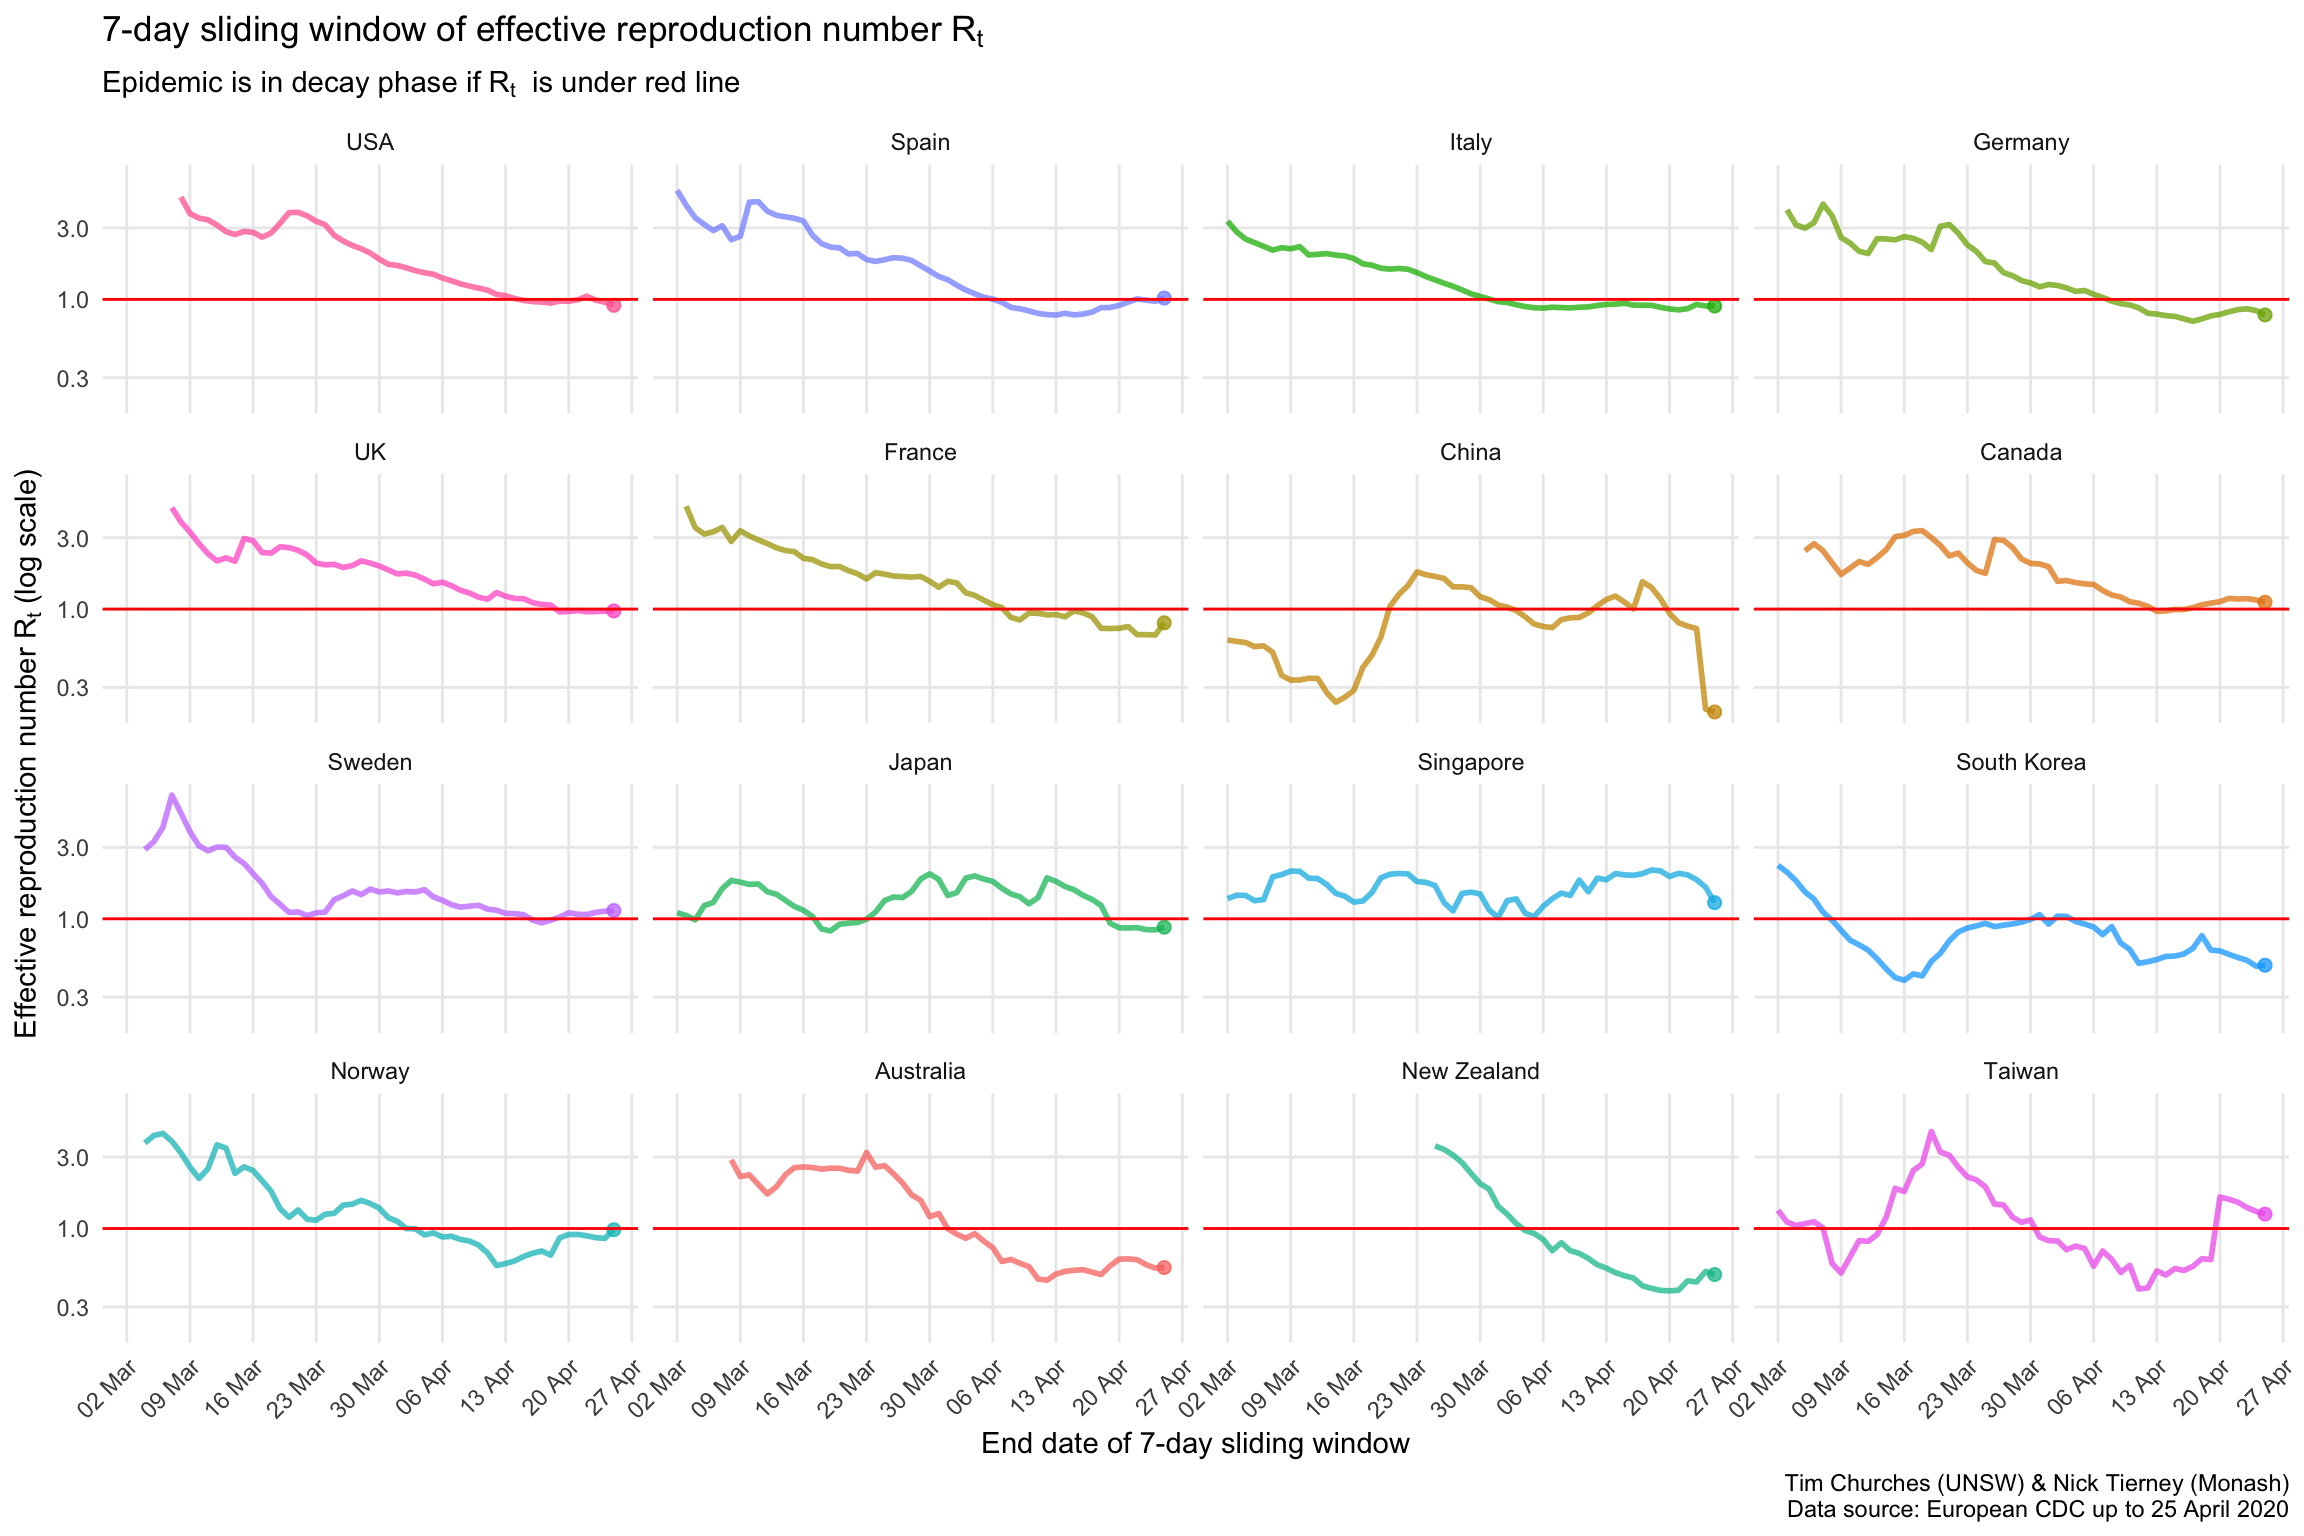 7-day sliding window of effective reproduction number Rt
Epidemic is in decay phase if Rt is under red line
Effective reproduction number Rt (log scale)
USA Spain Italy Germany
3.0
1.0
0.3
UK France China Canada
3.0
1.0
0.3
Sweden Japan Singapore South Korea
3.0
1.0
0.3
Norway Australia New Zealand Taiwan
3.0
1.0
0.3
02 Mar 09 Mar 16 Mar 23 Mar 30 Mar 06 Apr 13 Apr 20 Apr 27 Apr 02 Mar 09 Mar 16 Mar 23 Mar 30 Mar 06 Apr 13 Apr 20 Apr 27 Apr 02 Mar 09 Mar 16 Mar 23 Mar 30 Mar 06 Apr 13 Apr 20 Apr 27 Apr 02 Mar 09 Mar 16 Mar 23 Mar 30 Mar 06 Apr 13 Apr 20 Apr 27 Apr
End date of 7-day sliding window
Tim Churches (UNSW) & Nick Tierney (Monash)
Data source: European CDC up to 25 April 2020